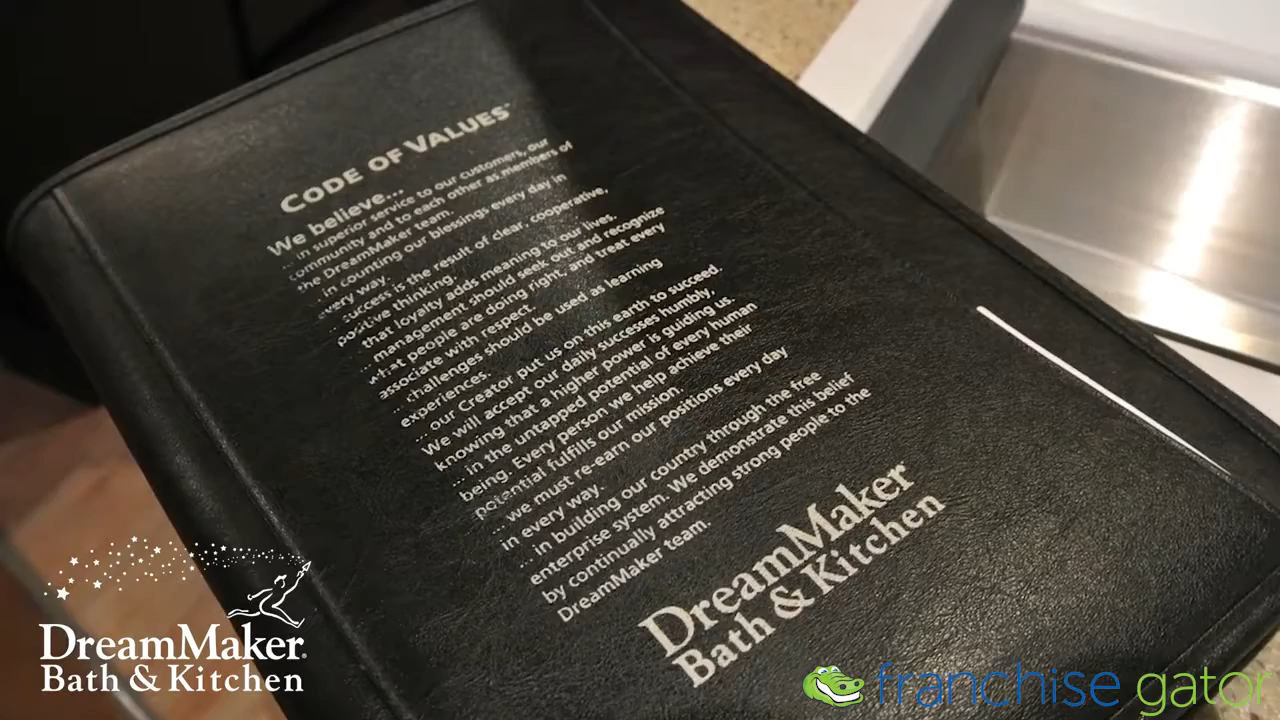 CODE OF VALUES
We believe...
... in superior service to our customers, our
community and to each other as members of
the DreamMaker team.
... in counting our blessings every day in
every way.
... success is the result of clear, cooperative,
positive thinking.
... that loyalty adds meaning to our lives.
... management should seek out and recognize
what people are doing right, and treat every
associate with respect.
... challenges should be used as learning
experiences.
... our Creator put us on this earth to succeed.
We will accept our daily successes humbly,
knowing that a higher power is guiding us.
... in the untapped potential of every human
being. Every person we help achieve their
potential fulfills our mission.
... we must re-earn our positions every day
in every way.
... in building our country through the free
enterprise system. We demonstrate this belief
by continually attracting strong people to the
DreamMaker team.
DreamMaker
Bath & Kitchen
DreamMaker®
Bath & Kitchen
franchise gator